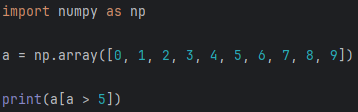 import numpy as np
a = np.array([0, 1, 2, 3, 4, 5, 6, 7, 8, 9])
print(a[a > 5])